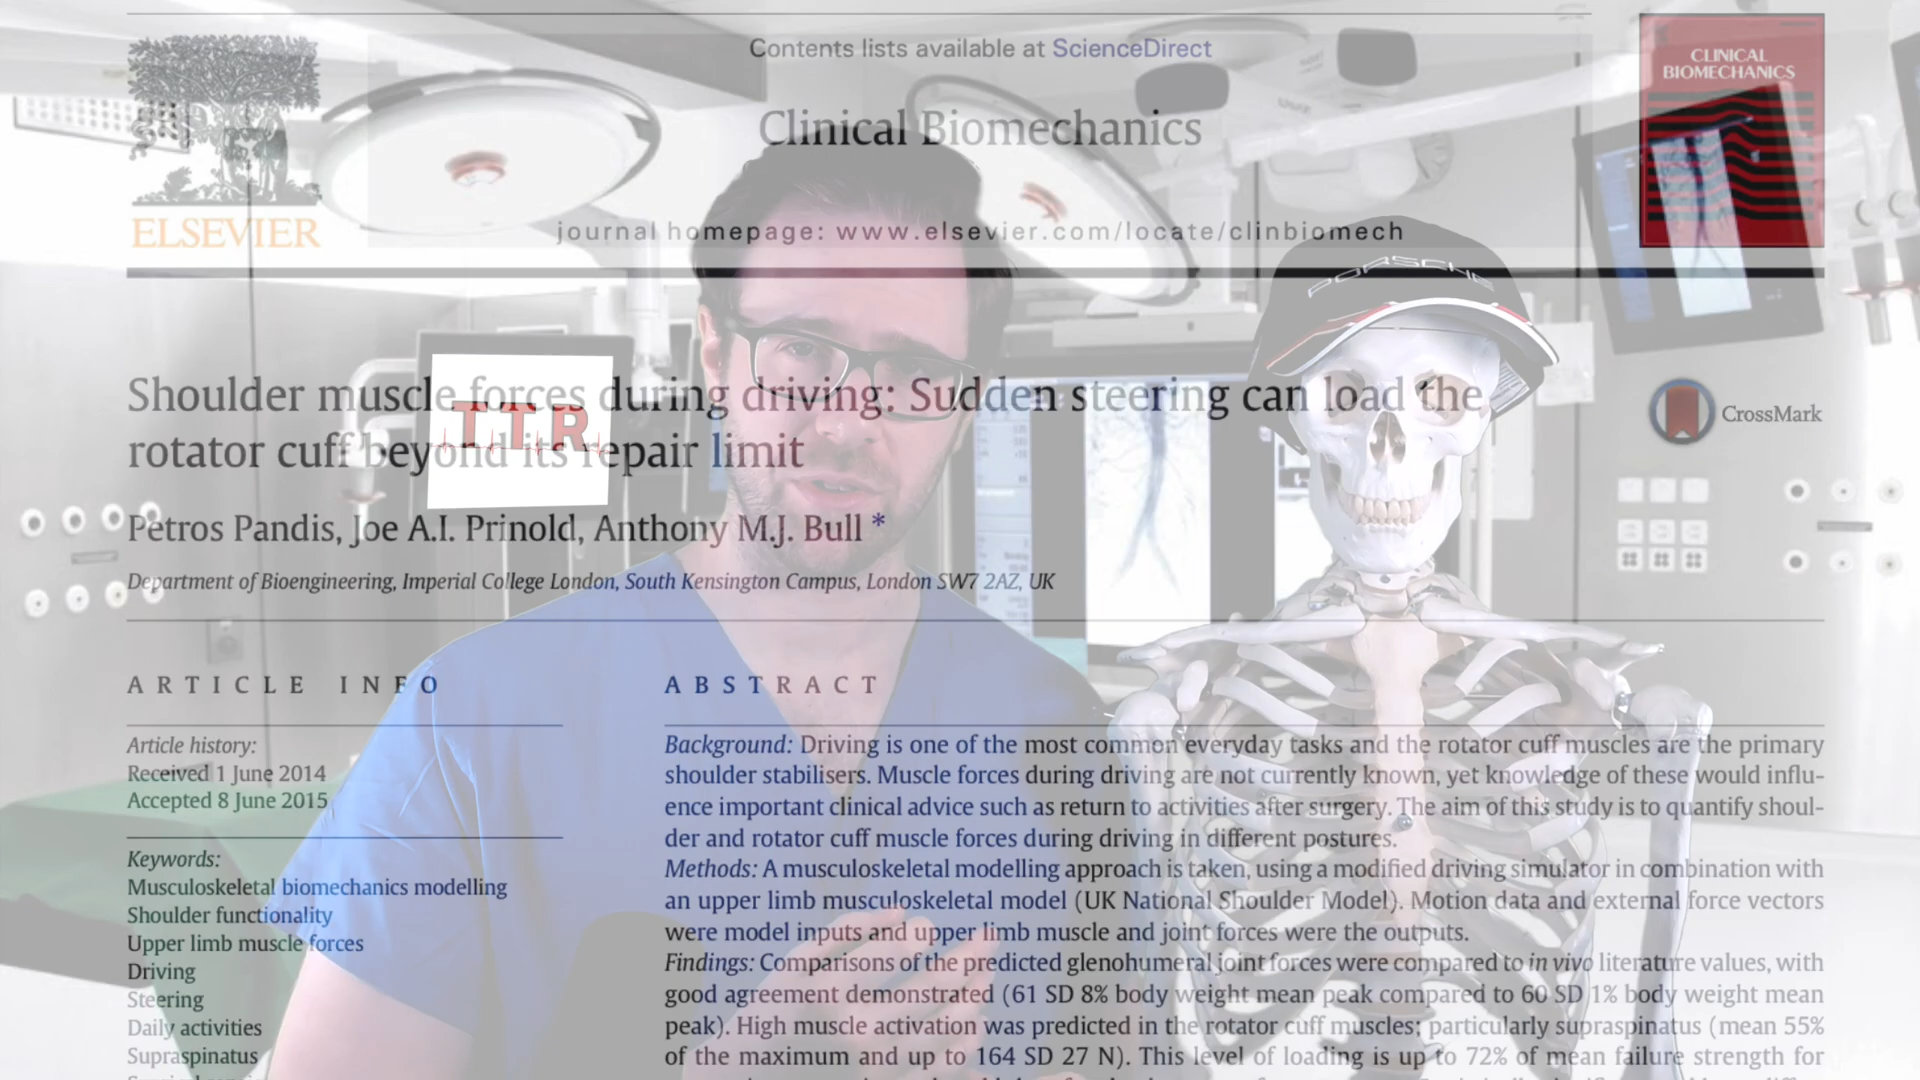 Contents lists available at ScienceDirect
CLINICAL
BIOMECHANICS
Clinical Biomechanics
ELSEVIER
journal homepage: www.elsevier.com/locate/clinbiomech
PORSCHE
Shoulder muscle forces during driving: Sudden steering can load the
rotator cuff beyond its repair limit
TTR
CrossMark
Petros Pandis, Joe A.I. Prinold, Anthony M.J. Bull *
Department of Bioengineering, Imperial College London, South Kensington Campus, London SW7 2AZ, UK
ARTICLE INFO
Article history:
Received 1 June 2014
Accepted 8 June 2015
Keywords:
Musculoskeletal biomechanics modelling
Shoulder functionality
Upper limb muscle forces
Driving
Steering
Daily activities
Supraspinatus
ABSTRACT
Background: Driving is one of the most common everyday tasks and the rotator cuff muscles are the primary
shoulder stabilisers. Muscle forces during driving are not currently known, yet knowledge of these would influ-
ence important clinical advice such as return to activities after surgery. The aim of this study is to quantify shoul-
der and rotator cuff muscle forces during driving in different postures.
Methods: A musculoskeletal modelling approach is taken, using a modified driving simulator in combination with
an upper limb musculoskeletal model (UK National Shoulder Model). Motion data and external force vectors
were model inputs and upper limb muscle and joint forces were the outputs.
Findings: Comparisons of the predicted glenohumeral joint forces were compared to in vivo literature values, with
good agreement demonstrated (61 SD 8% body weight mean peak compared to 60 SD 1% body weight mean
peak). High muscle activation was predicted in the rotator cuff muscles; particularly supraspinatus (mean 55%
of the maximum and up to 164 SD 27 N). This level of loading is up to 72% of mean failure strength for